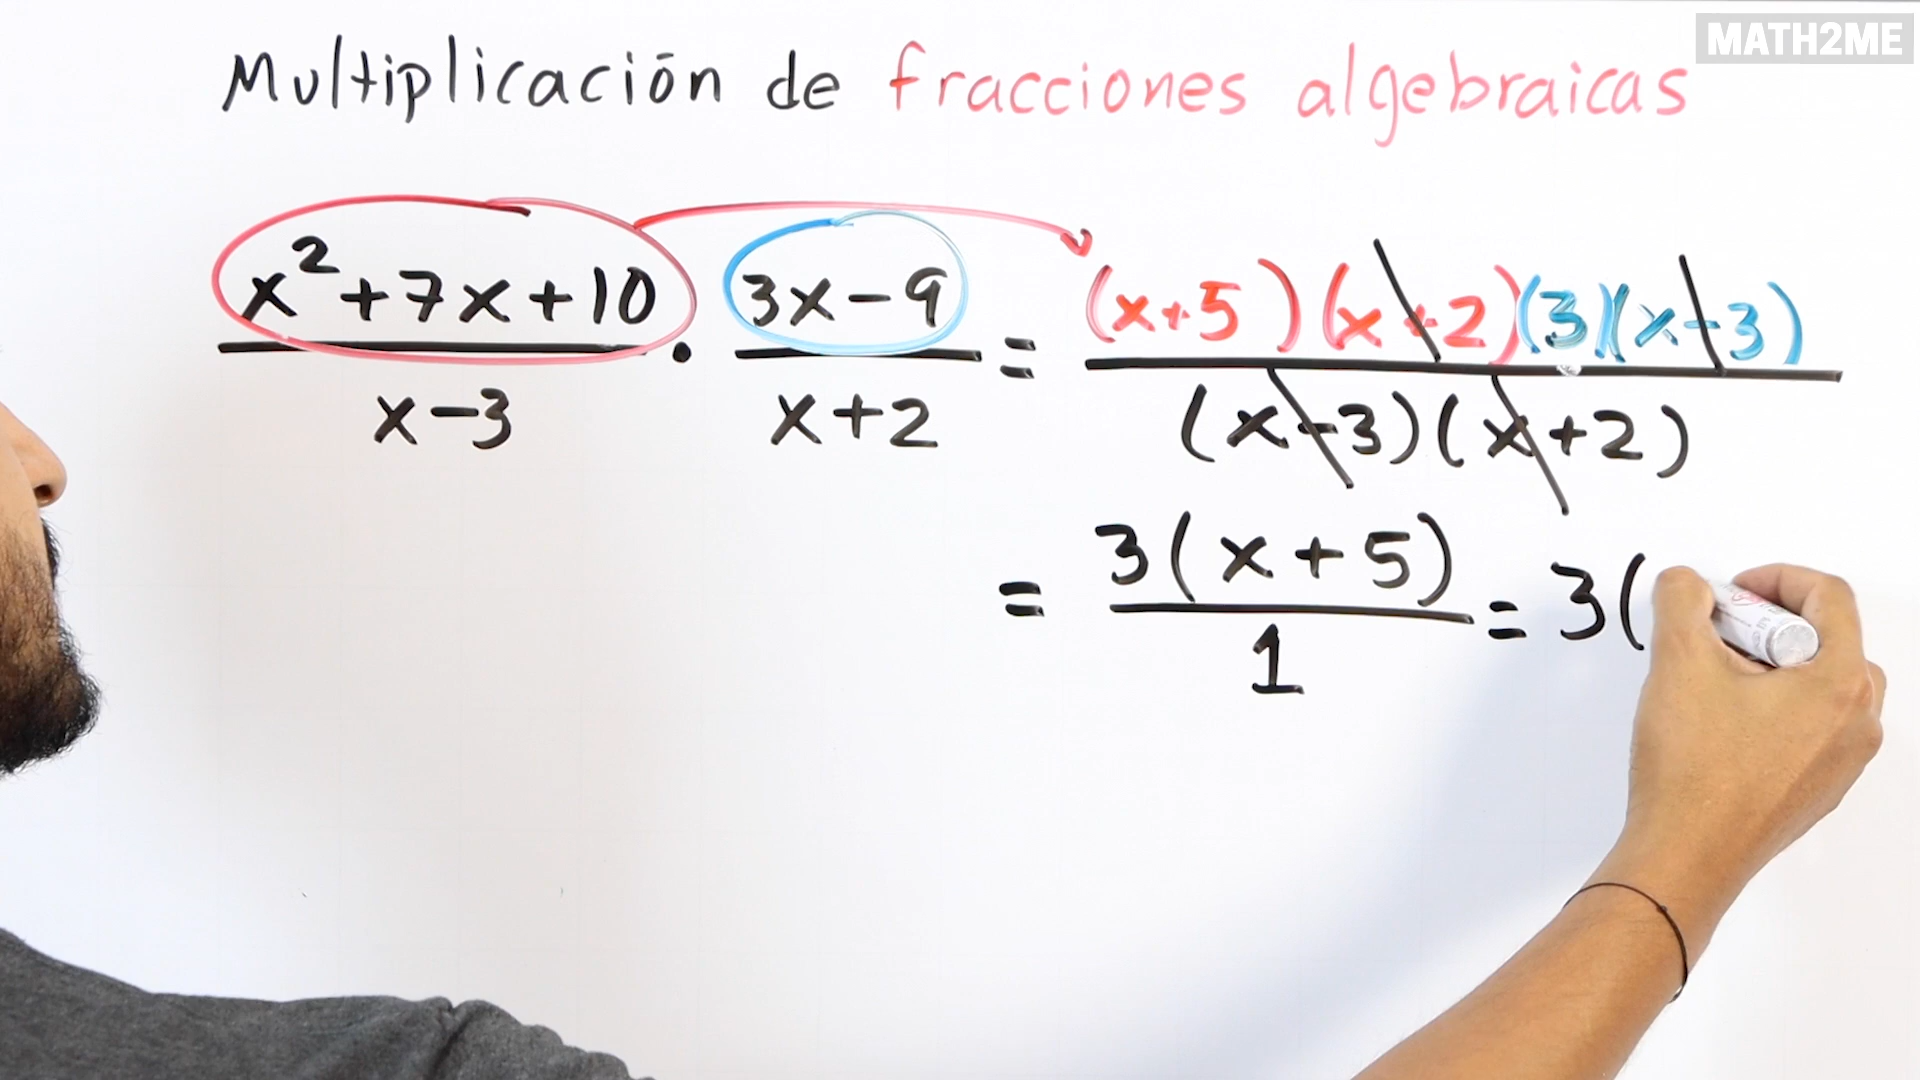 MATH2ME
Multiplicación de fracciones algebraicas
x²+7x+10 / x-3 · 3x-9 / x+2 = (x+5)(x+2)(3)(x-3) / (x-3)(x+2)
= 3(x+5) / 1 = 3(